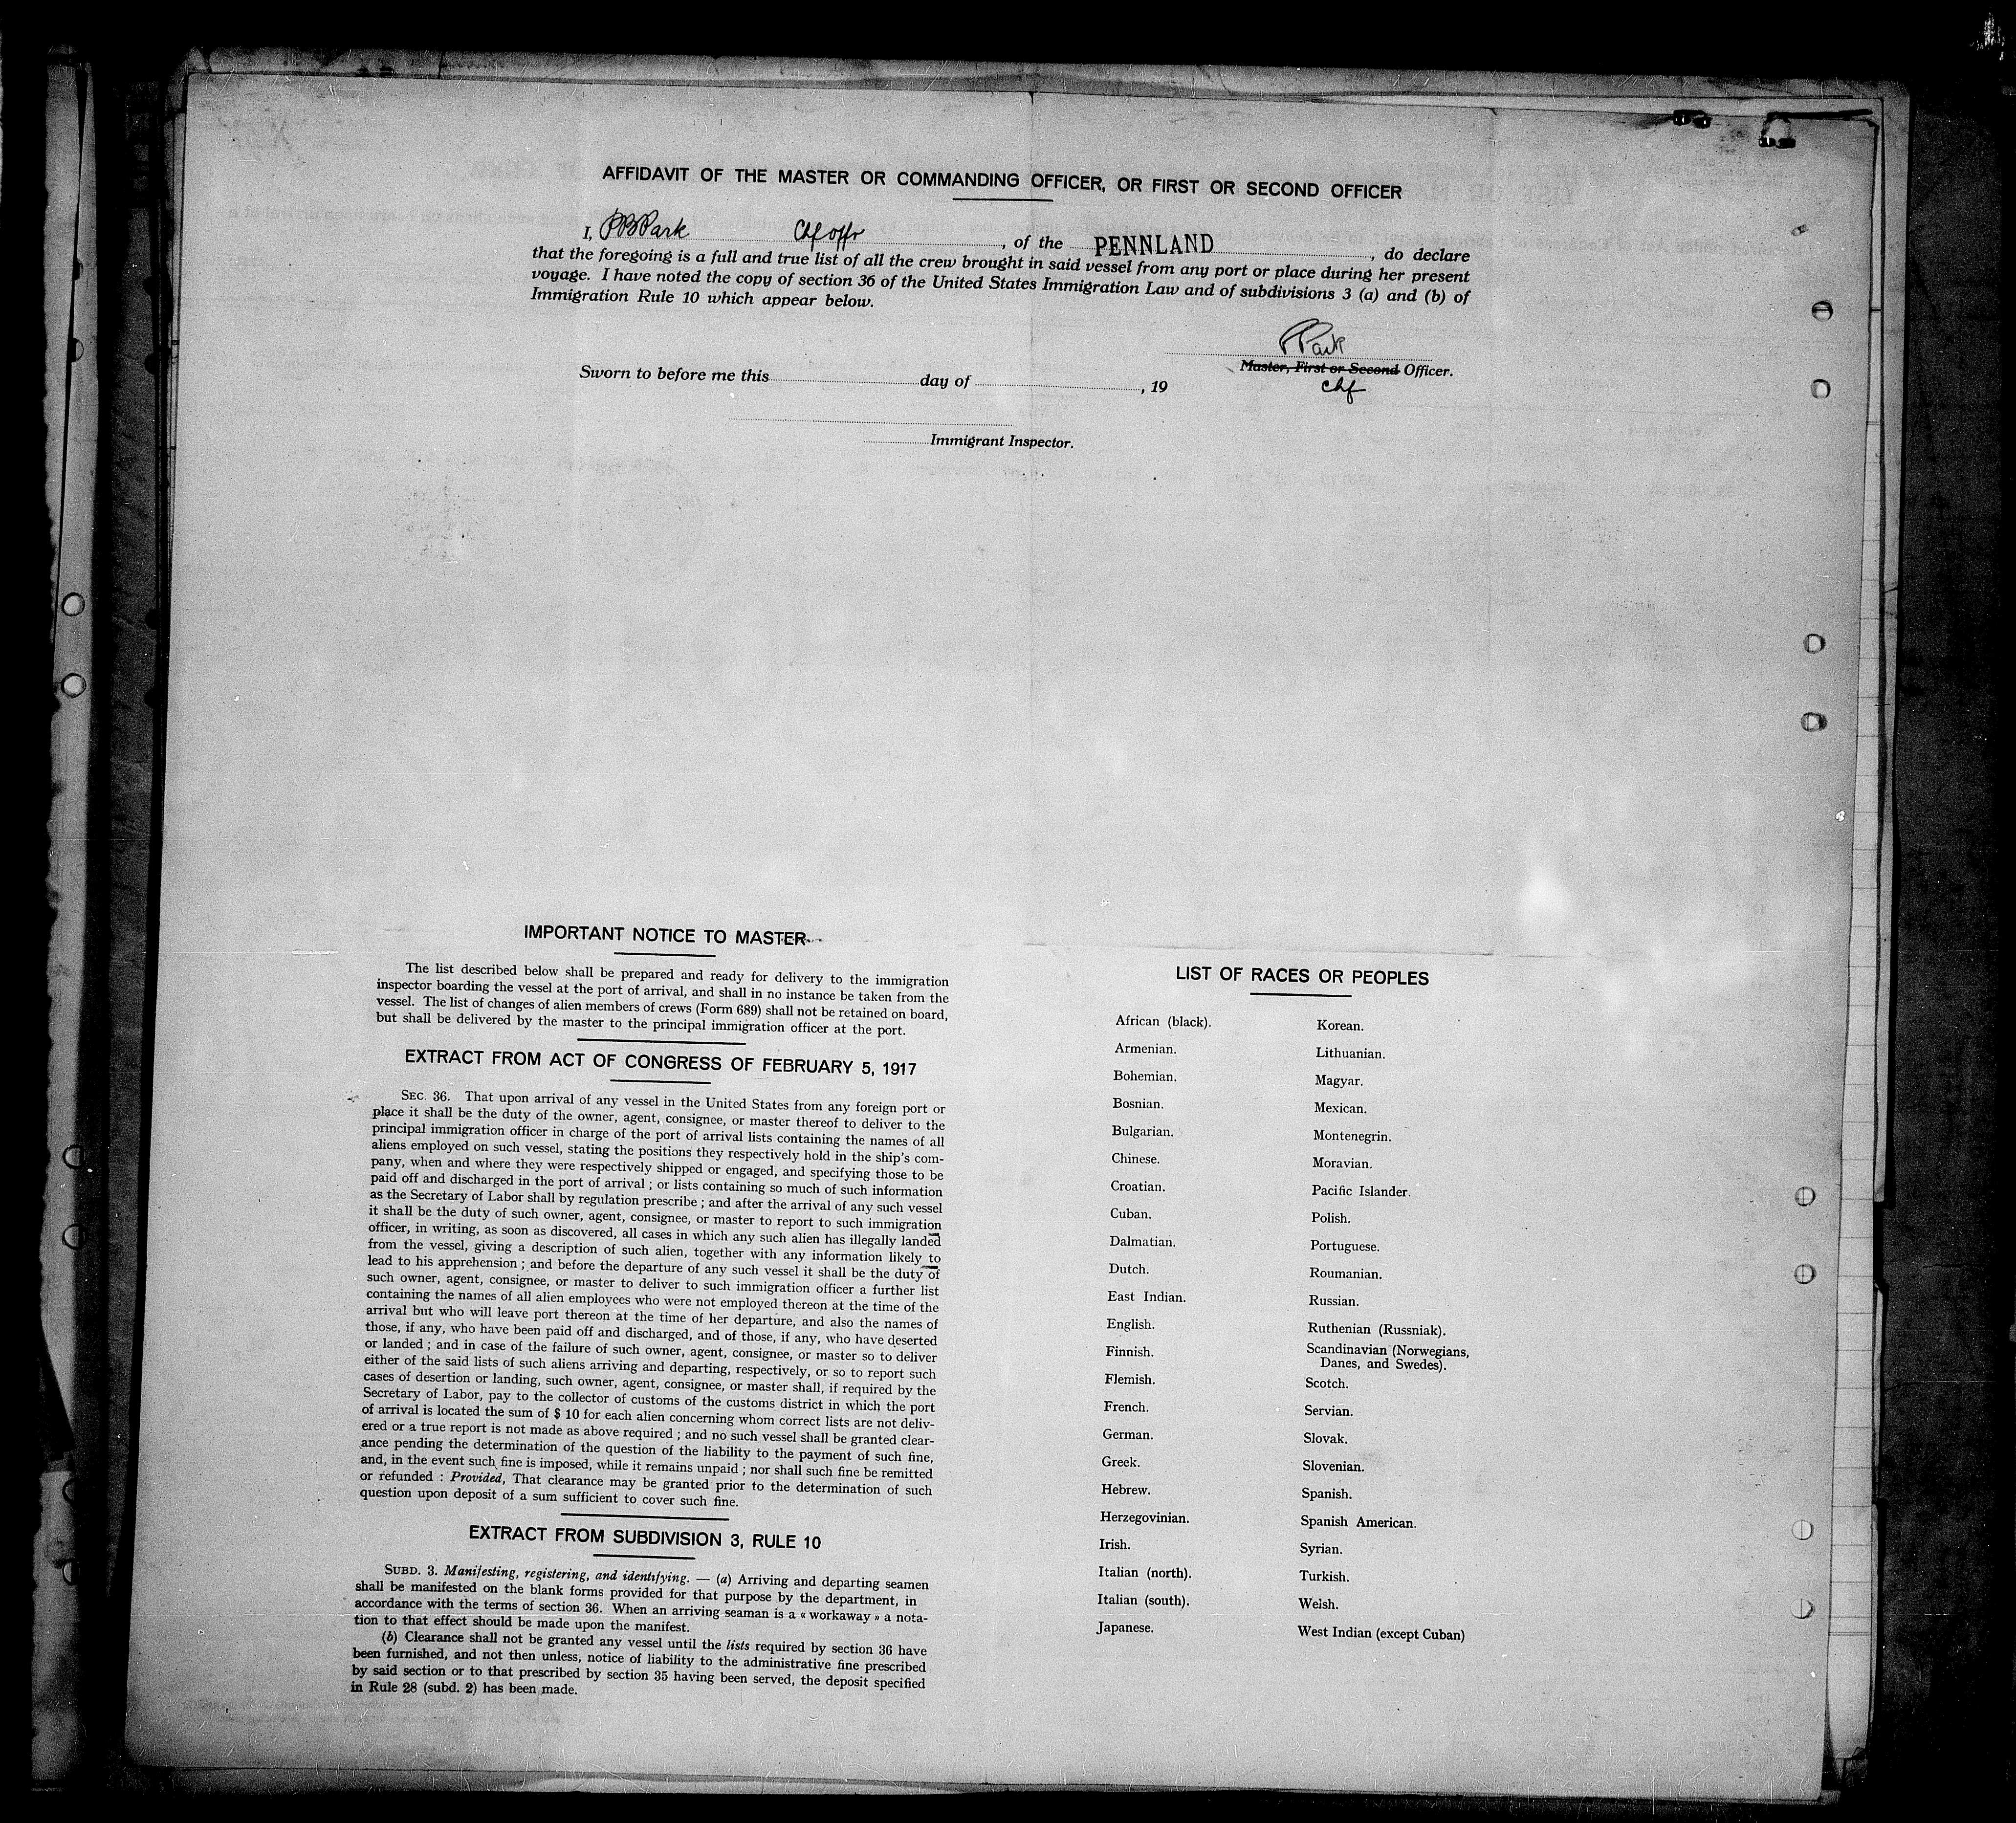 AFFIDAVIT OF THE MASTER OR COMMANDING OFFICER, OR FIRST OR SECOND OFFICER
I, PBPark Chf offr, of the PENNLAND, do declare
that the foregoing is a full and true list of all the crew brought in said vessel from any port or place during her present
voyage. I have noted the copy of section 36 of the United States Immigration Law and of subdivisions 3 (a) and (b) of
Immigration Rule 10 which appear below.
Park
Master, First or Second Officer.
chf
Sworn to before me this day of , 19
Immigrant Inspector.
IMPORTANT NOTICE TO MASTER
The list described below shall be prepared and ready for delivery to the immigration
inspector boarding the vessel at the port of arrival, and shall in no instance be taken from the
vessel. The list of changes of alien members of crews (Form 689) shall not be retained on board,
but shall be delivered by the master to the principal immigration officer at the port.
EXTRACT FROM ACT OF CONGRESS OF FEBRUARY 5, 1917
SEC. 36. That upon arrival of any vessel in the United States from any foreign port or
place it shall be the duty of the owner, agent, consignee, or master thereof to deliver to the
principal immigration officer in charge of the port of arrival lists containing the names of all
aliens employed on such vessel, stating the positions they respectively hold in the ship's com-
pany, when and where they were respectively shipped or engaged, and specifying those to be
paid off and discharged in the port of arrival ; or lists containing so much of such information
as the Secretary of Labor shall by regulation prescribe ; and after the arrival of any such vessel
it shall be the duty of such owner, agent, consignee, or master to report to such immigration
officer, in writing, as soon as discovered, all cases in which any such alien has illegally landed
from the vessel, giving a description of such alien, together with any information likely to
lead to his apprehension ; and before the departure of any such vessel it shall be the duty of
such owner, agent, consignee, or master to deliver to such immigration officer a further list
containing the names of all alien employees who were not employed thereon at the time of the
arrival but who will leave port thereon at the time of her departure, and also the names of
those, if any, who have been paid off and discharged, and of those, if any, who have deserted
or landed ; and in case of the failure of such owner, agent, consignee, or master so to deliver
either of the said lists of such aliens arriving and departing, respectively, or so to report such
cases of desertion or landing, such owner, agent, consignee, or master shall, if required by the
Secretary of Labor, pay to the collector of customs of the customs district in which the port
of arrival is located the sum of $ 10 for each alien concerning whom correct lists are not deliv-
ered or a true report is not made as above required ; and no such vessel shall be granted clear-
ance pending the determination of the question of the liability to the payment of such fine,
and, in the event such fine is imposed, while it remains unpaid ; nor shall such fine be remitted
or refunded : Provided, That clearance may be granted prior to the determination of such
question upon deposit of a sum sufficient to cover such fine.
EXTRACT FROM SUBDIVISION 3, RULE 10
SUBD. 3. Manifesting, registering, and identifying. — (a) Arriving and departing seamen
shall be manifested on the blank forms provided for that purpose by the department, in
accordance with the terms of section 36. When an arriving seaman is a « workaway » a nota-
tion to that effect should be made upon the manifest.
(b) Clearance shall not be granted any vessel until the lists required by section 36 have
been furnished, and not then unless, notice of liability to the administrative fine prescribed
by said section or to that prescribed by section 35 having been served, the deposit specified
in Rule 28 (subd. 2) has been made.
LIST OF RACES OR PEOPLES
African (black).
Armenian.
Bohemian.
Bosnian.
Bulgarian.
Chinese.
Croatian.
Cuban.
Dalmatian.
Dutch.
East Indian.
English.
Finnish.
Flemish.
French.
German.
Greek.
Hebrew.
Herzegovinian.
Irish.
Italian (north).
Italian (south).
Japanese.
Korean.
Lithuanian.
Magyar.
Mexican.
Montenegrin.
Moravian.
Pacific Islander.
Polish.
Portuguese.
Roumanian.
Russian.
Ruthenian (Russniak).
Scandinavian (Norwegians,
Danes, and Swedes).
Scotch.
Servian.
Slovak.
Slovenian.
Spanish.
Spanish American.
Syrian.
Turkish.
Welsh.
West Indian (except Cuban)